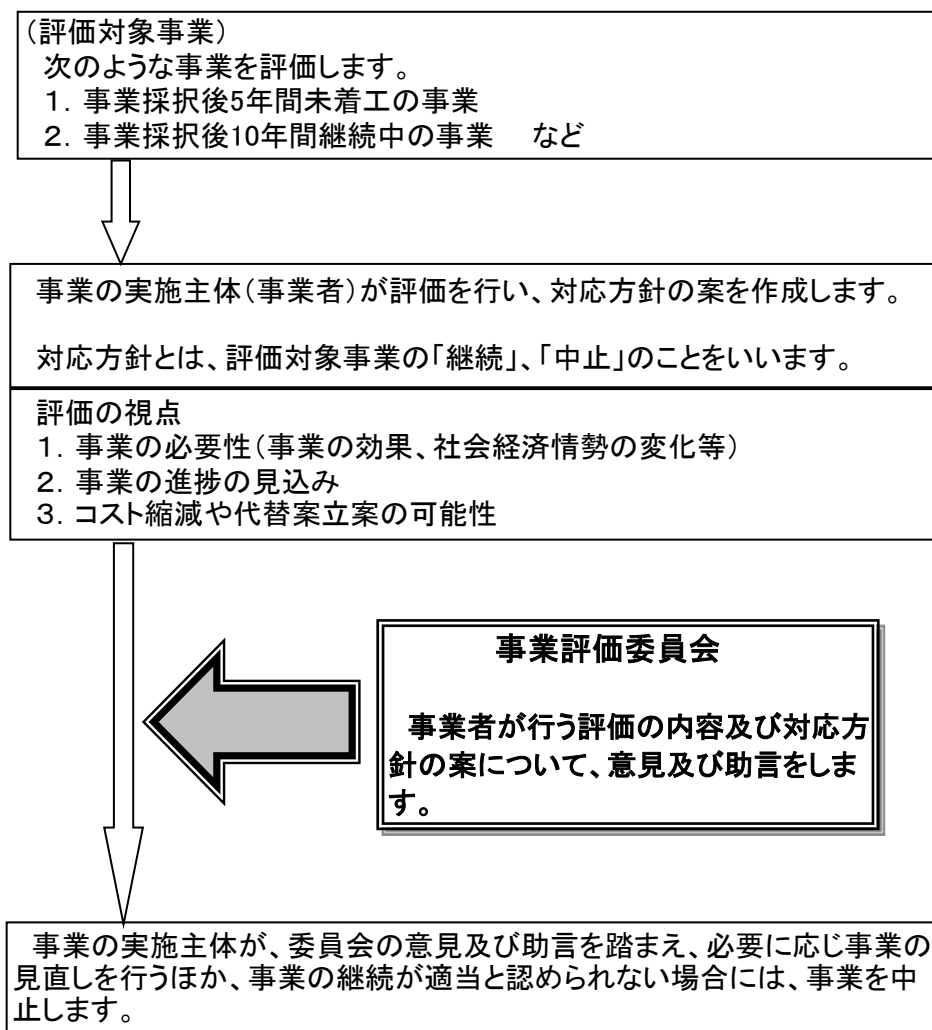 （評価対象事業）
次のような事業を評価します。
１．事業採択後5年間未着工の事業
２．事業採択後10年間継続中の事業　など
事業の実施主体（事業者）が評価を行い、対応方針の案を作成します。
対応方針とは、評価対象事業の「継続」、「中止」のことをいいます。
評価の視点
１．事業の必要性（事業の効果、社会経済情勢の変化等）
２．事業の進捗の見込み
３．コスト縮減や代替案立案の可能性
事業評価委員会
事業者が行う評価の内容及び対応方
針の案について、意見及び助言をしま
す。
事業の実施主体が、委員会の意見及び助言を踏まえ、必要に応じ事業の
見直しを行うほか、事業の継続が適当と認められない場合には、事業を中
止します。